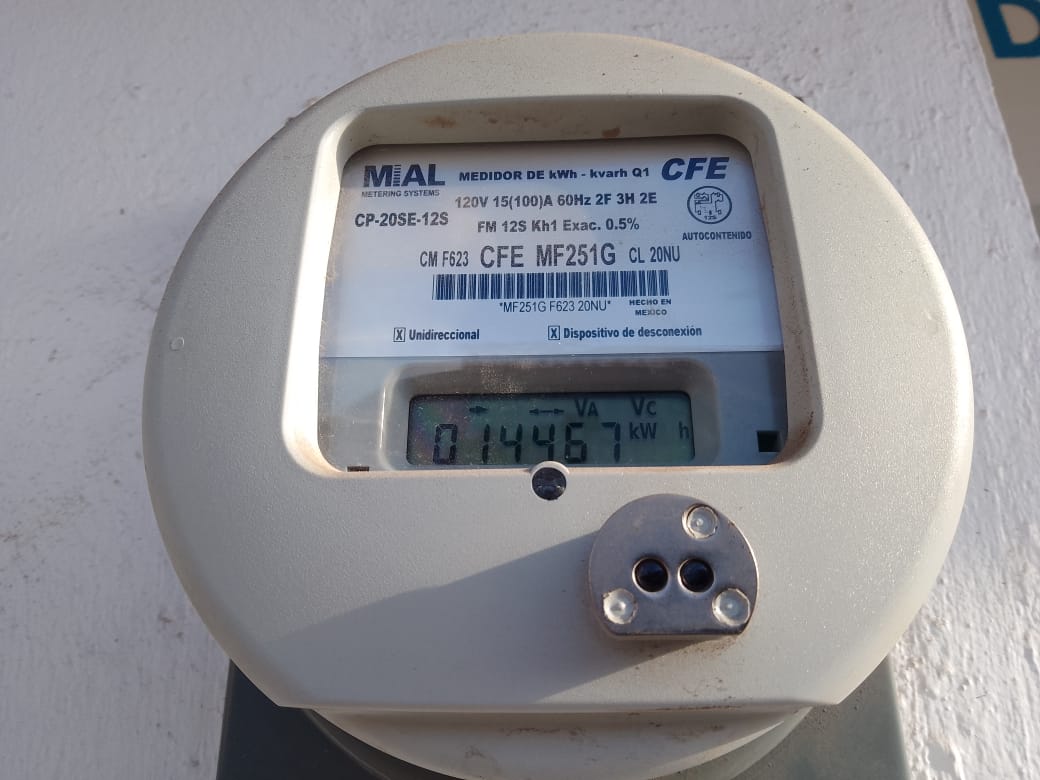 MIAL
METERING SYSTEMS
MEDIDOR DE kWh - kvarh Q1
CFE
120V 15(100)A 60Hz 2F 3H 2E
CP-20SE-12S
FM 12S Kh1 Exac. 0.5%
12S
AUTOCONTENIDO
CM F623 CFE MF251G CL 20NU
*MF251G F623 20NU*
HECHO EN
MEXICO
X Unidireccional
X Dispositivo de desconexión
VA VC
014467 kW h
D